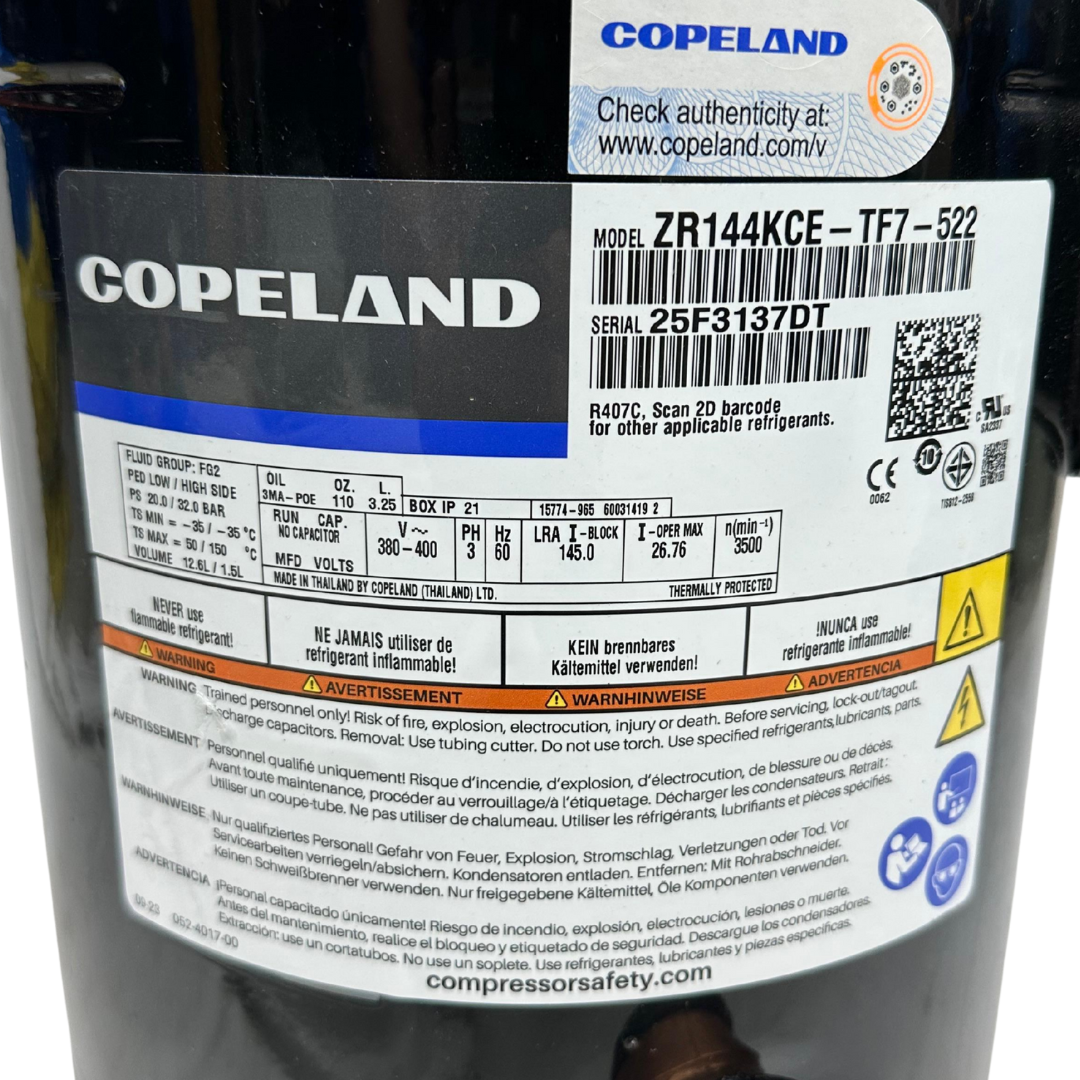 COPELAND
Check authenticity at:
www.copeland.com/v
COPELAND
MODEL ZR144KCE-TF7-522
SERIAL 25F3137DT
R407C, Scan 2D barcode
for other applicable refrigerants.
C UL US
SA2337
CE
0062
10
FLUID GROUP: FG2
PED LOW / HIGH SIDE
PS 20.0 / 32.0 BAR
TS MIN = -35 / -35 °C
TS MAX = 50 / 150 °C
VOLUME 12.6L / 1.5L
OIL OZ. L.
3MA-POE 110 3.25
BOX IP 21
15774-965 60031419 2
RUN CAP.
NO CAPACITOR
MFD VOLTS
V~
380-400
PH
3
Hz
60
LRA I-BLOCK
145.0
I-OPER MAX
26.76
n(min⁻¹)
3500
MADE IN THAILAND BY COPELAND (THAILAND) LTD.
THERMALLY PROTECTED
NEVER use
flammable refrigerant!
NE JAMAIS utiliser de
refrigerant inflammable!
KEIN brennbares
Kältemittel verwenden!
!NUNCA use
refrigerante inflammable!
WARNING
AVERTISSEMENT
WARNHINWEISE
ADVERTENCIA
WARNING Trained personnel only! Risk of fire, explosion, electrocution, injury or death. Before servicing, lock-out/tagout.
charge capacitors. Removal: Use tubing cutter. Do not use torch. Use specified refrigerants, lubricants, parts.
AVERTISSEMENT Personnel qualifié uniquement! Risque d'incendie, d'explosion, d'électrocution, de blessure ou de décès.
Avant toute maintenance, procéder au verrouillage/à l'étiquetage. Décharger les condensateurs. Retrait:
Utiliser un coupe-tube. Ne pas utiliser de chalumeau. Utiliser les réfrigérants, lubrifiants et pièces spécifiés.
WARNHINWEISE Nur qualifiziertes Personal! Gefahr von Feuer, Explosion, Stromschlag, Verletzungen oder Tod. Vor
Servicearbeiten verriegeln/absichern. Kondensatoren entladen. Entfernen: Mit Rohrabschneider.
Keinen Schweißbrenner verwenden. Nur freigegebene Kältemittel, Öle Komponenten verwenden.
ADVERTENCIA ¡Personal capacitado únicamente! Riesgo de incendio, explosión, electrocución, lesiones o muerte.
Antes del mantenimiento, realice el bloqueo y etiquetado de seguridad. Descargue los condensadores.
Extracción: use un cortatubos. No use un soplete. Use refrigerantes, lubricantes y piezas específicas.
09-23 052-4017-00
compressorsafety.com